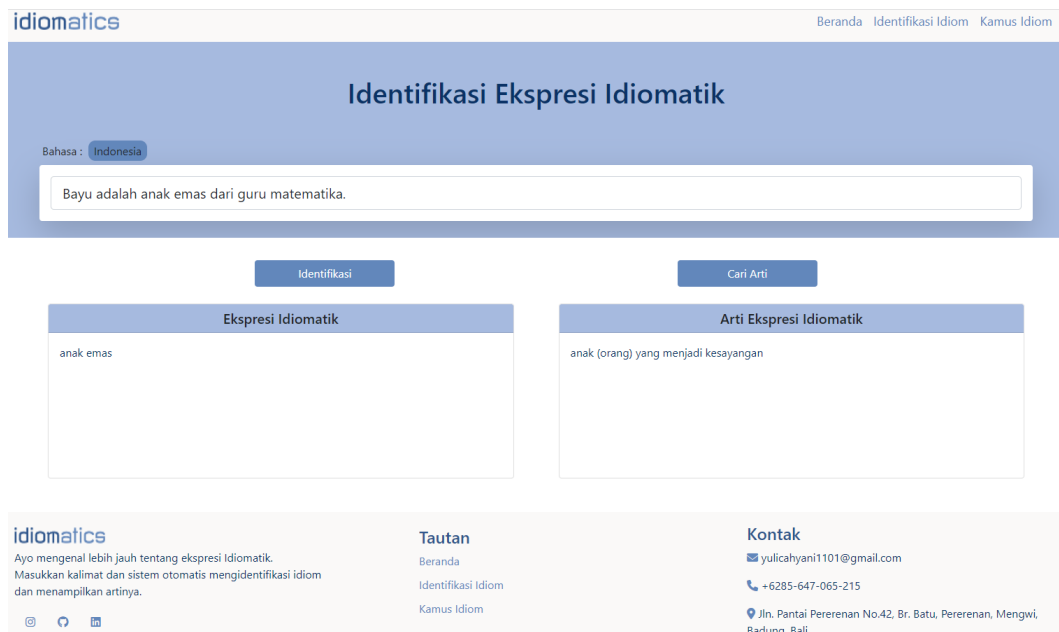 idiomatics
Beranda Identifikasi Idiom Kamus Idiom
Identifikasi Ekspresi Idiomatik
Bahasa : Indonesia
Bayu adalah anak emas dari guru matematika.
Identifikasi
Cari Arti
Ekspresi Idiomatik
anak emas
Arti Ekspresi Idiomatik
anak (orang) yang menjadi kesayangan
idiomatics
Ayo mengenal lebih jauh tentang ekspresi Idiomatik.
Masukkan kalimat dan sistem otomatis mengidentifikasi idiom
dan menampilkan artinya.
Tautan
Beranda
Identifikasi Idiom
Kamus Idiom
Kontak
yulicahyani1101@gmail.com
+6285-647-065-215
Jln. Pantai Pererenan No.42, Br. Batu, Pererenan, Mengwi,
Badung, Bali